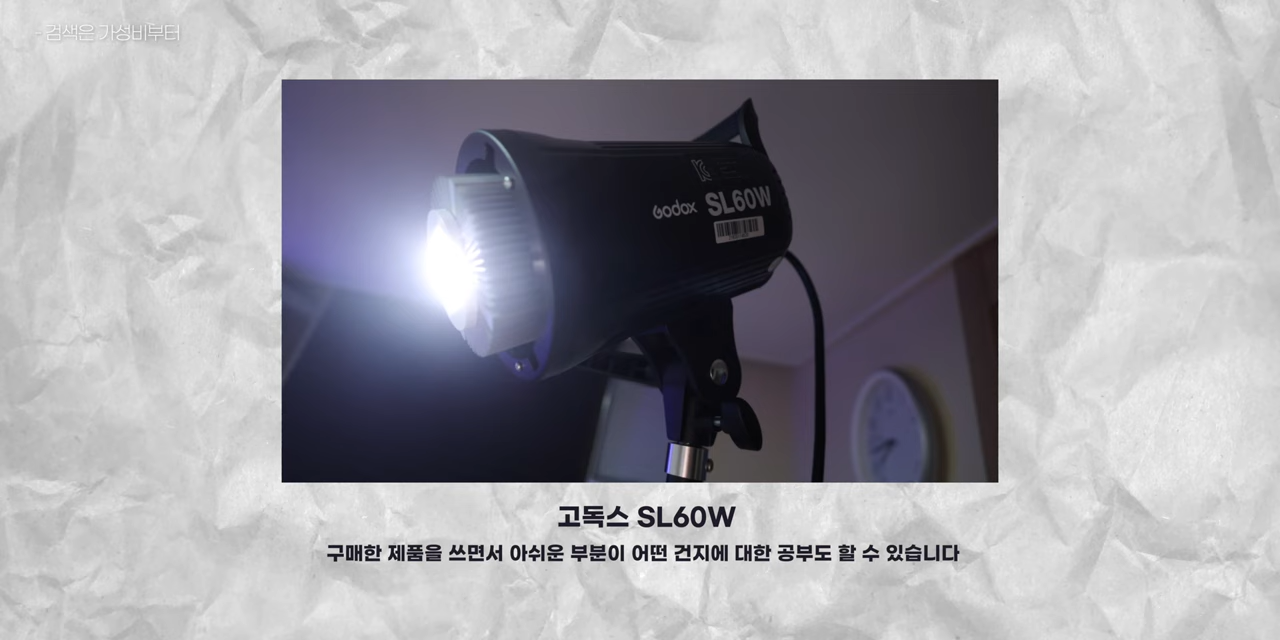 -검색은 가성비부터
Godox SL60W
고독스 SL60W
구매한 제품을 쓰면서 아쉬운 부분이 어떤 건지에 대한 공부도 할 수 있습니다